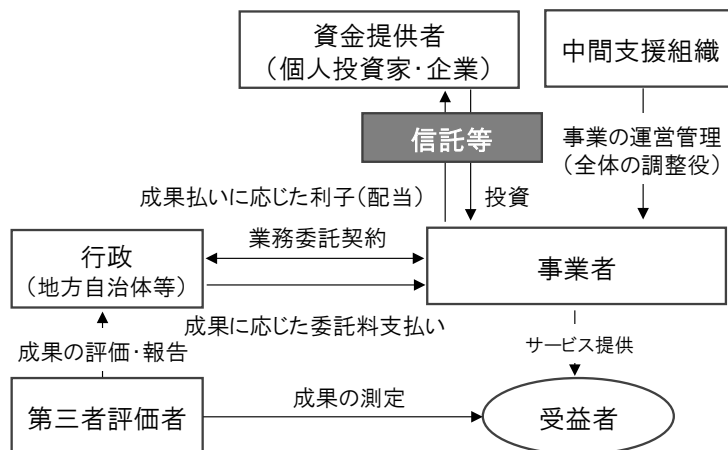 資金提供者
（個人投資家・企業）
中間支援組織
信託等
事業の運営管理
（全体の調整役）
成果払いに応じた利子（配当）
投資
行政
（地方自治体等）
業務委託契約
事業者
成果に応じた委託料支払い
成果の評価・報告
サービス提供
第三者評価者
成果の測定
受益者